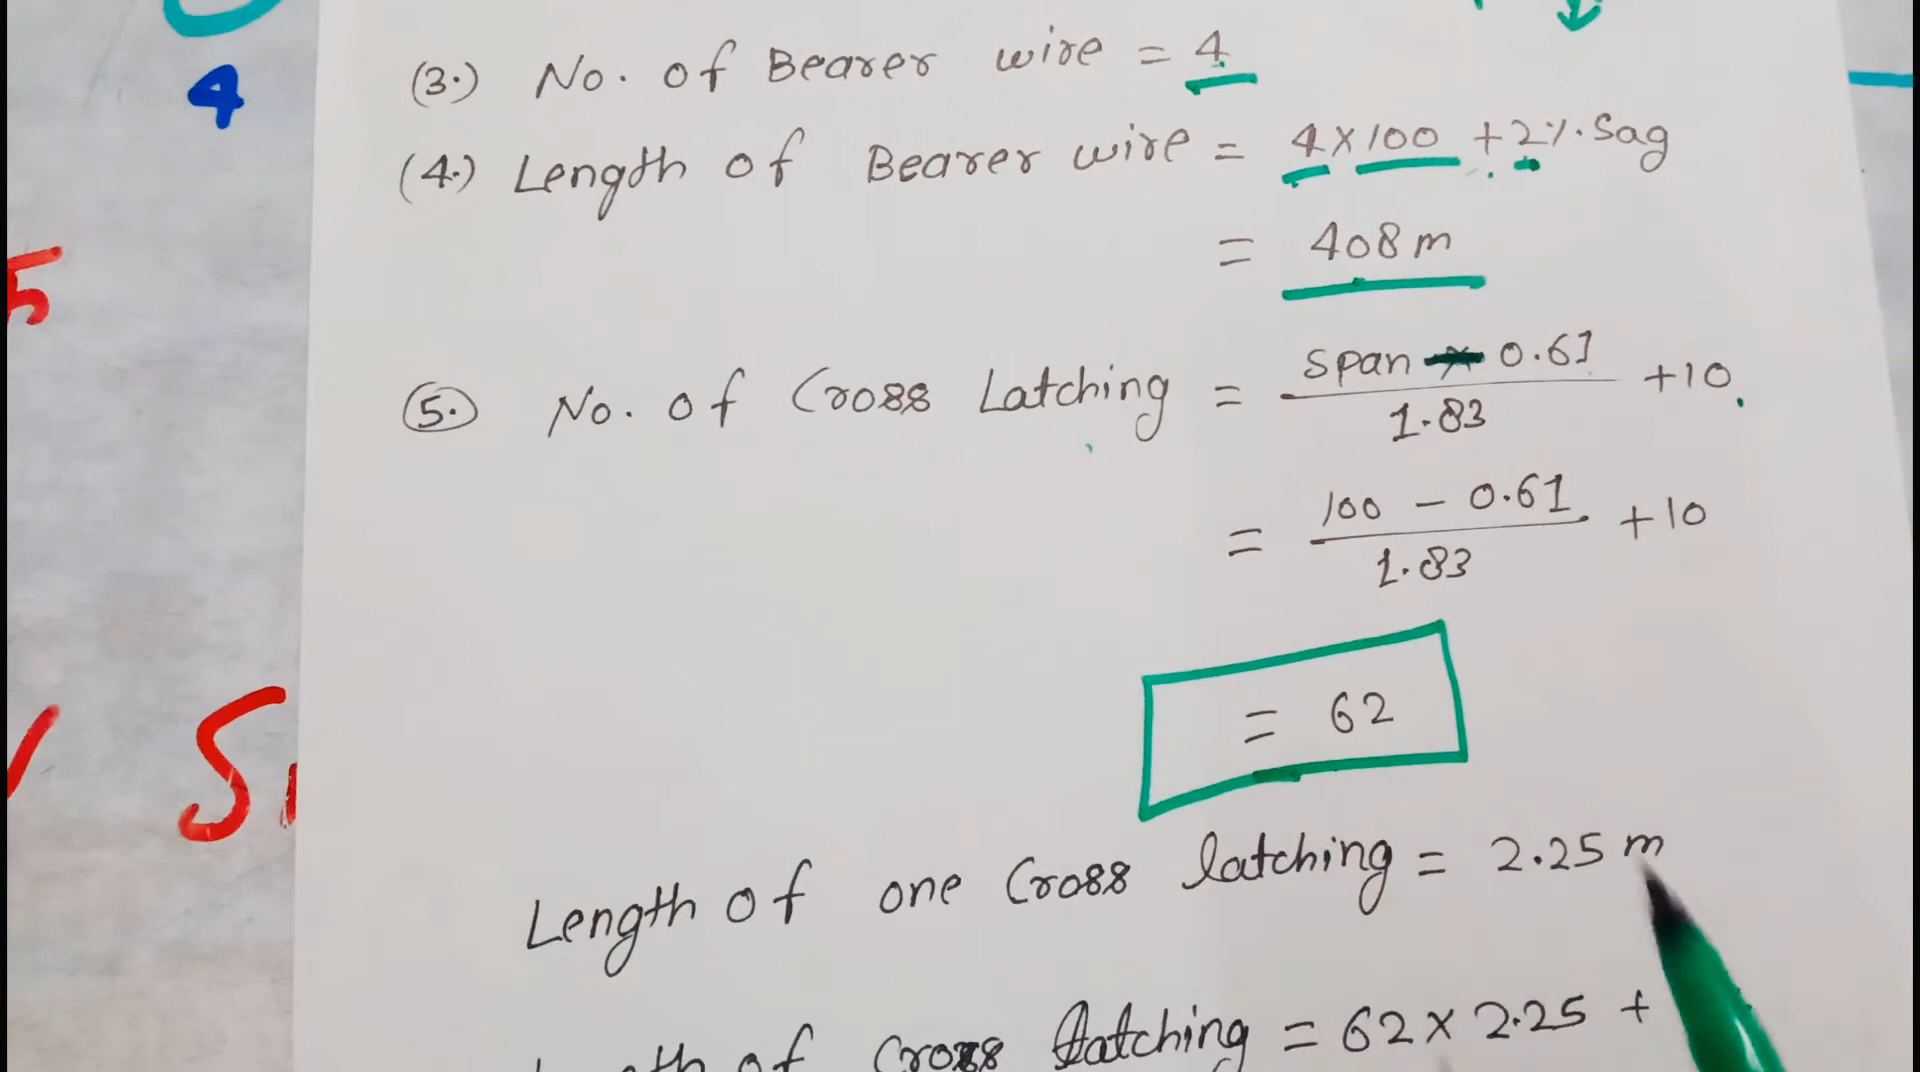 4
(3.) No. of Bearer wire = 4
(4.) Length of Bearer wire = 4x100 +2%. Sag
= 408 m
5
(5.) No. of Cross Latching = span - 0.61 / 1.83 +10
= 100 - 0.61 / 1.83 +10
= 62
S
Length of one Cross latching = 2.25 m
of Cross Latching = 62 x 2.25 +